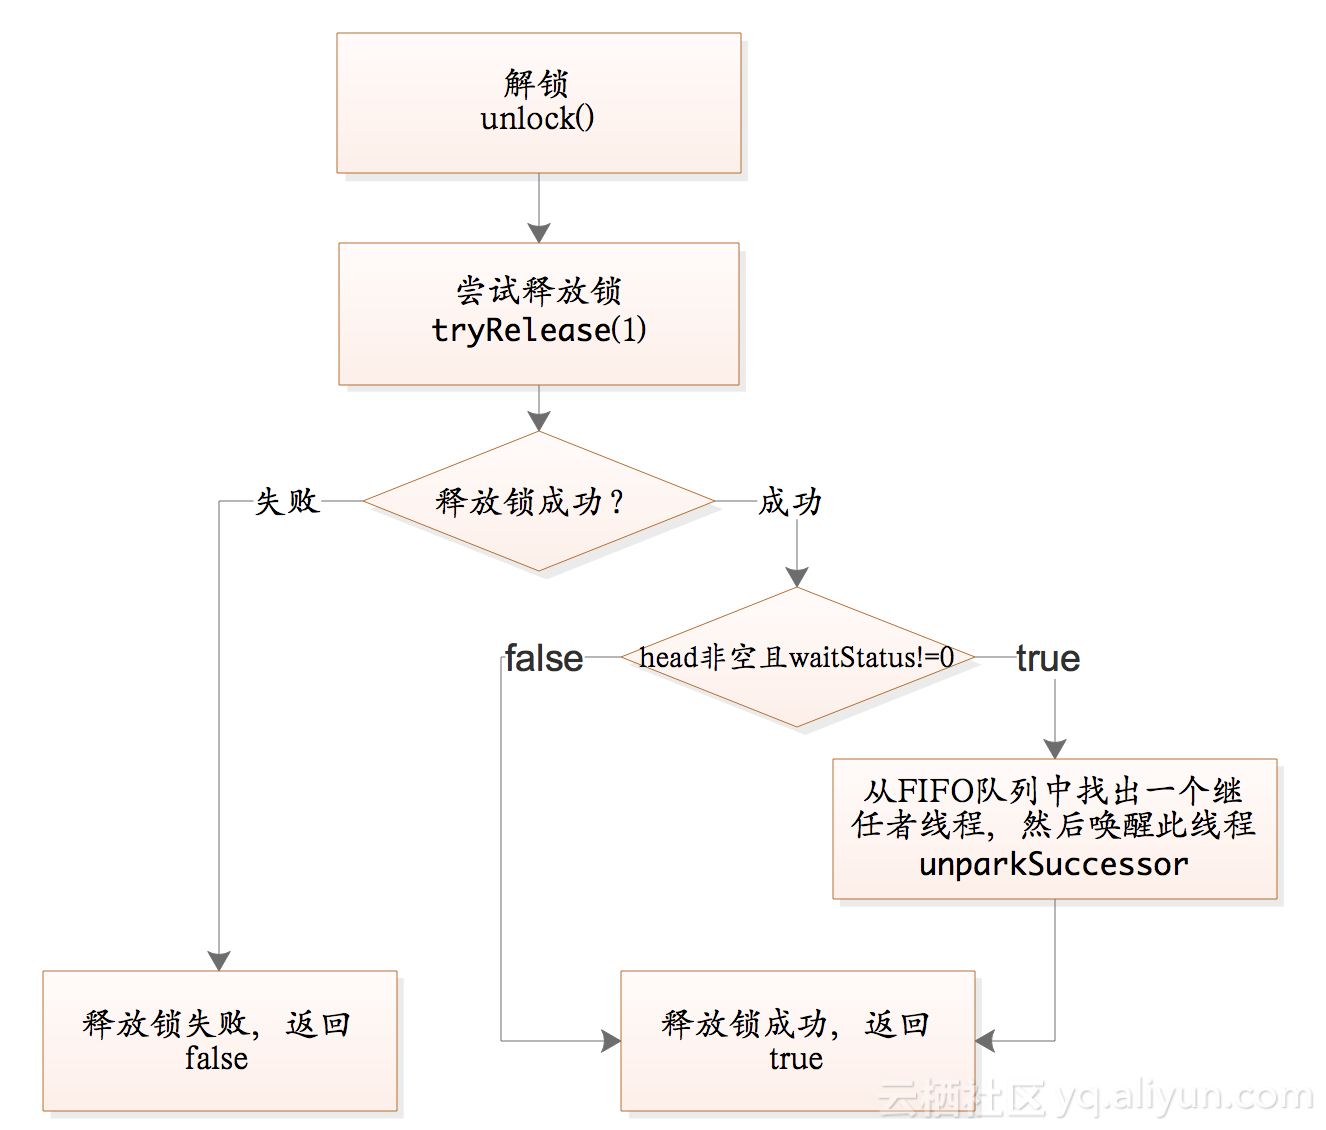 解锁
unlock()
尝试释放锁
tryRelease(1)
失败
释放锁成功？
成功
false
head非空且waitStatus!=0
true
从FIFO队列中找出一个继
任者线程，然后唤醒此线程
unparkSuccessor
释放锁失败，返回
false
释放锁成功，返回
true
云栖社区 yq.aliyun.com